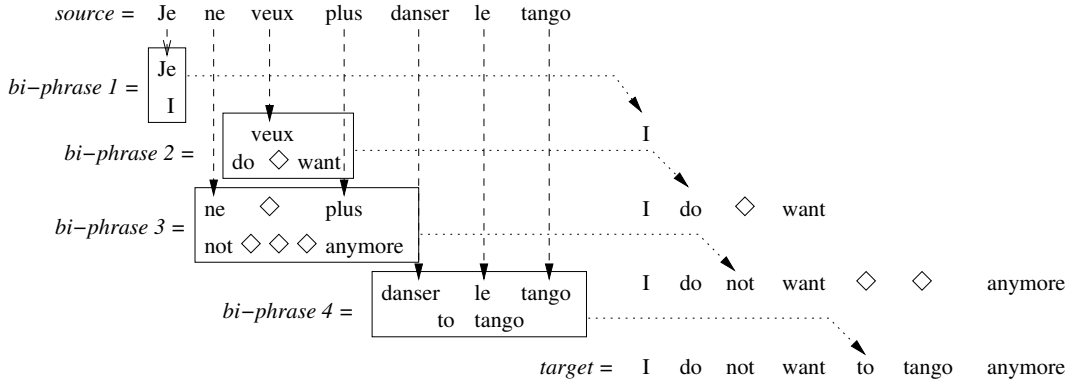 source = Je ne veux plus danser le tango
bi−phrase 1 = Je
I
I
bi−phrase 2 = veux
do ◇ want
I do ◇ want
bi−phrase 3 = ne ◇ plus
not ◇ ◇ ◇ anymore
I do not want ◇ ◇ anymore
bi−phrase 4 = danser le tango
to tango
target = I do not want to tango anymore